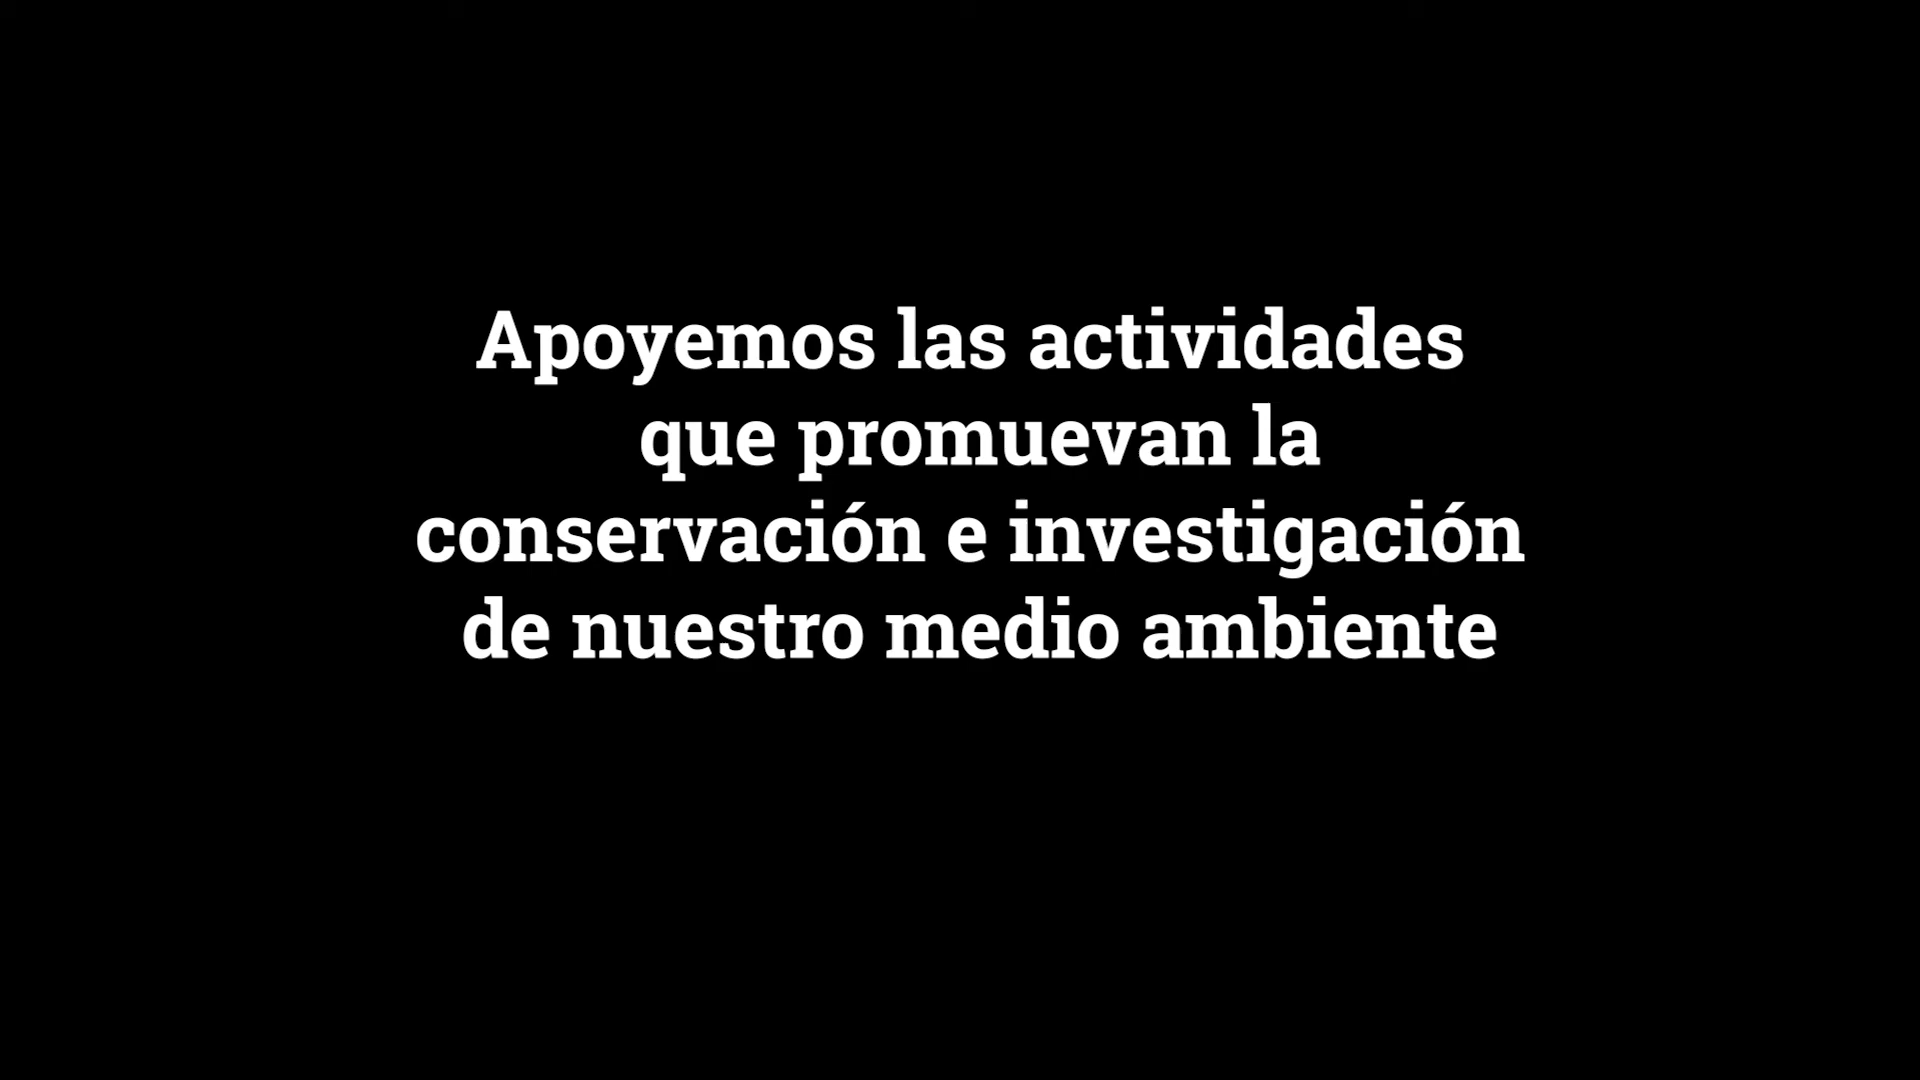 Apoyemos las actividades
que promuevan la
conservación e investigación
de nuestro medio ambiente